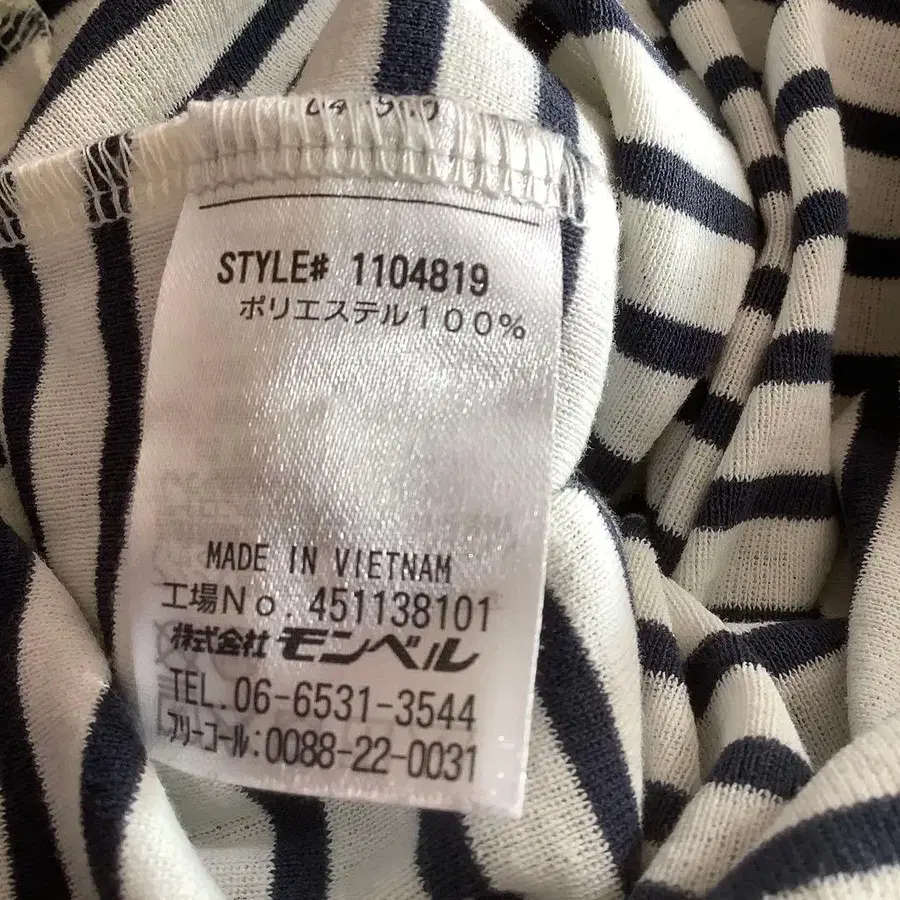 STYLE# 1104819
ポリエステル100%
MADE IN VIETNAM
工場No. 451138101
株式会社 モンベル
TEL.06-6531-3544
フリーコール:0088-22-0031